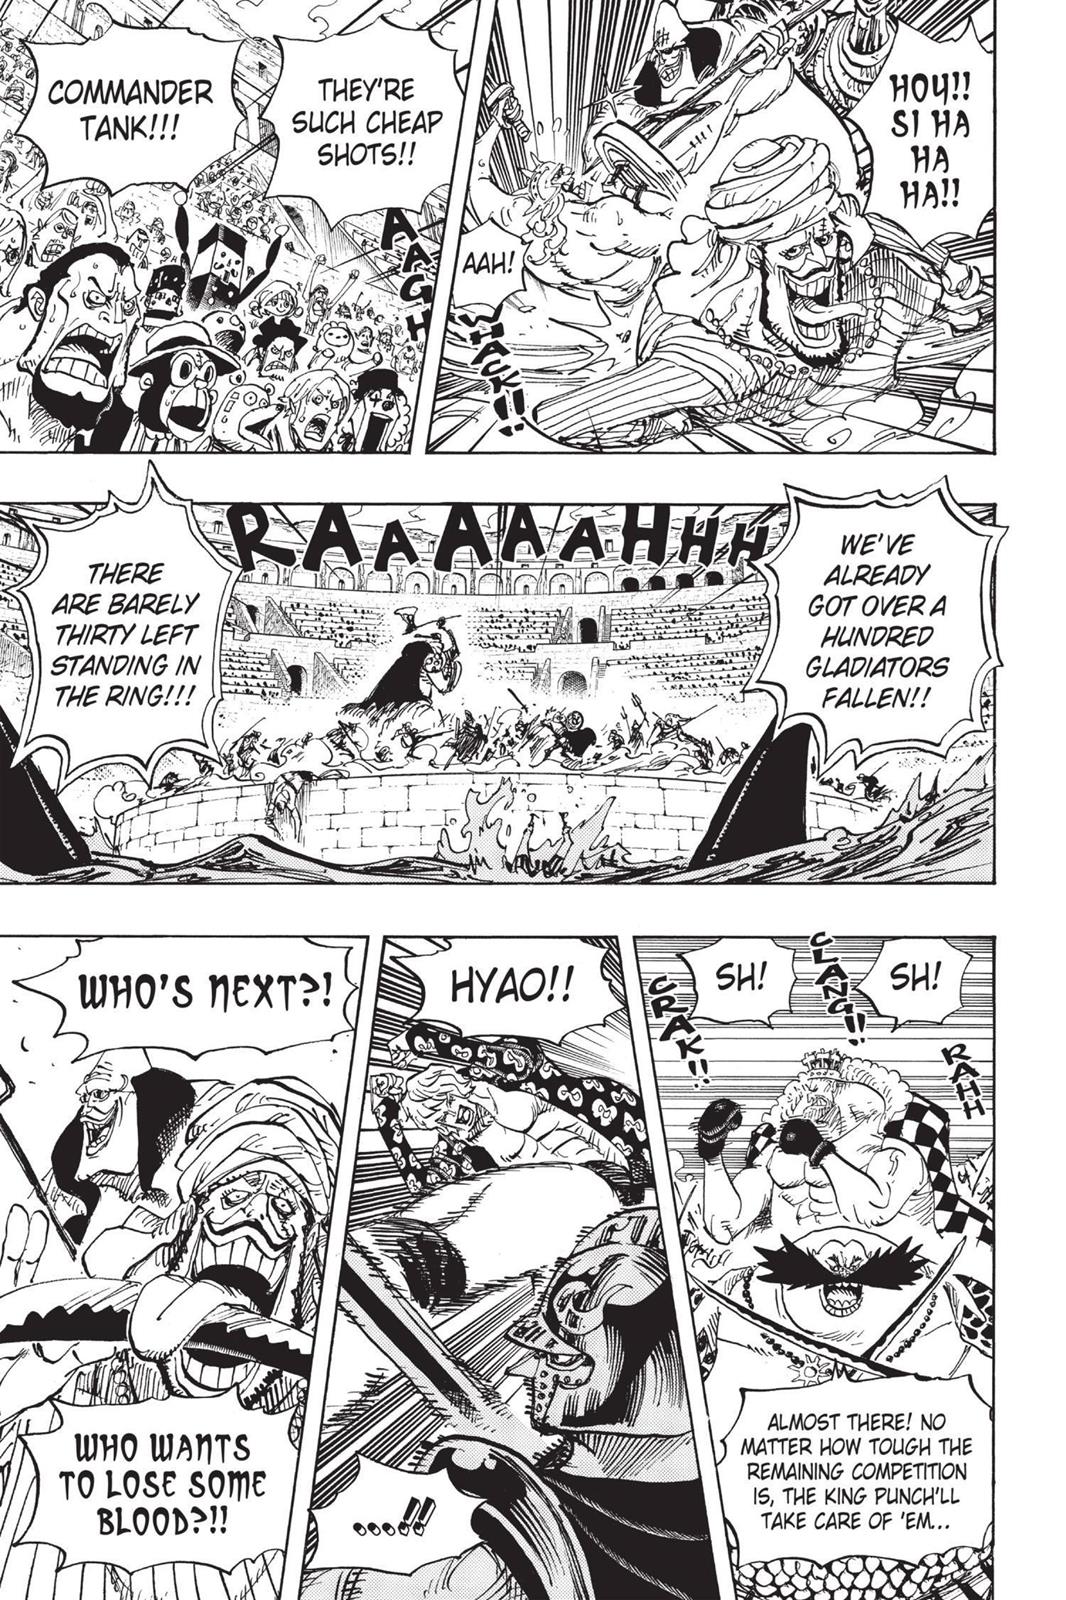 HOY!!
SI HA
HA
HA!!
AAH!
WHACK!!
THEY'RE
SUCH CHEAP
SHOTS!!
COMMANDER
TANK!!!
AAGH
WE'VE
ALREADY
GOT OVER A
HUNDRED
GLADIATORS
FALLEN!!
RAAAAAAHHH
THERE
ARE BARELY
THIRTY LEFT
STANDING IN
THE RING!!!
SH!
CLANG!!
SH!
CRAK!!
RAHH
ALMOST THERE! NO
MATTER HOW TOUGH THE
REMAINING COMPETITION
IS, THE KING PUNCH'LL
TAKE CARE OF 'EM...
HYAO!!
....!!
WHO'S NEXT?!
WHO WANTS
TO LOSE SOME
BLOOD?!!